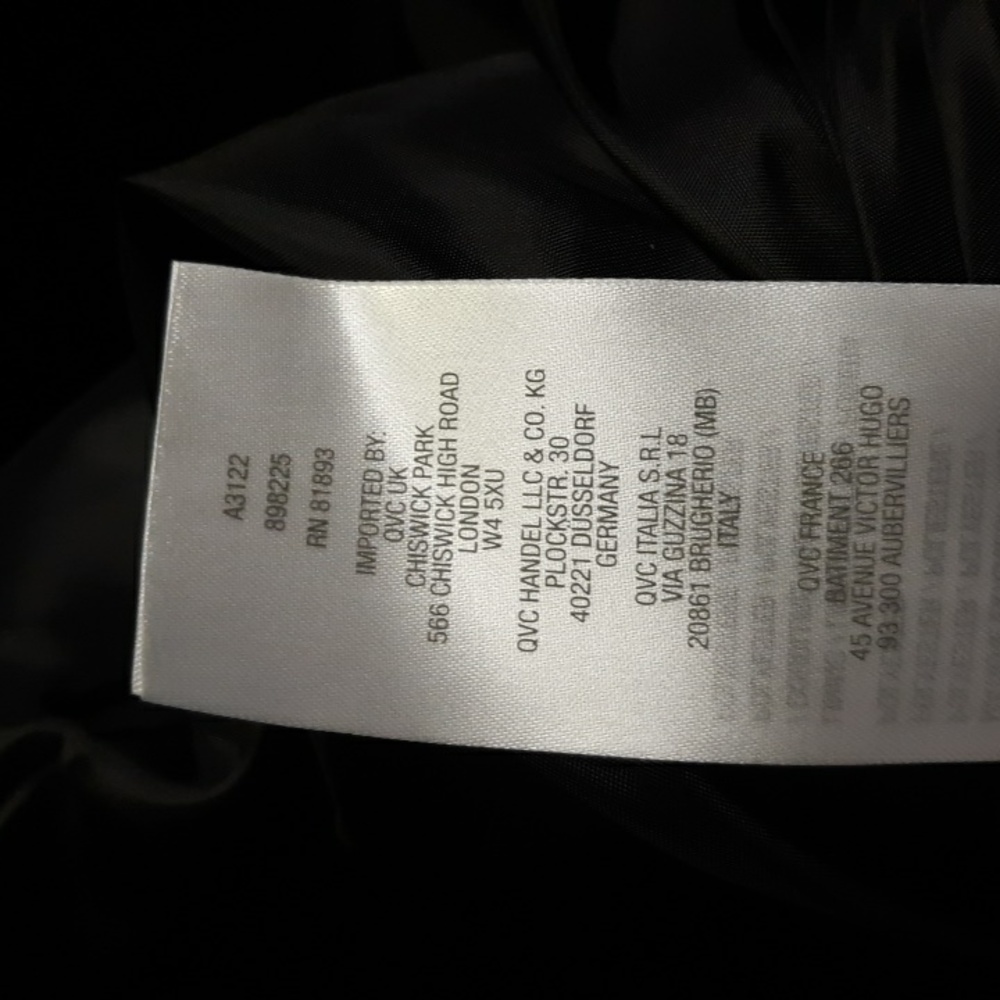 A3122
898225
RN 81893
IMPORTED BY:
QVC UK
CHISWICK PARK
566 CHISWICK HIGH ROAD
LONDON
W4 5XU
QVC HANDEL LLC & CO. KG
PLOCKSTR. 30
40221 DUSSELDORF
GERMANY
QVC ITALIA S.R.L
VIA GUZZINA 18
20861 BRUGHERIO (MB)
ITALY
QVC FRANCE
BATIMENT 266
45 AVENUE VICTOR HUGO
93 300 AUBERVILLIERS